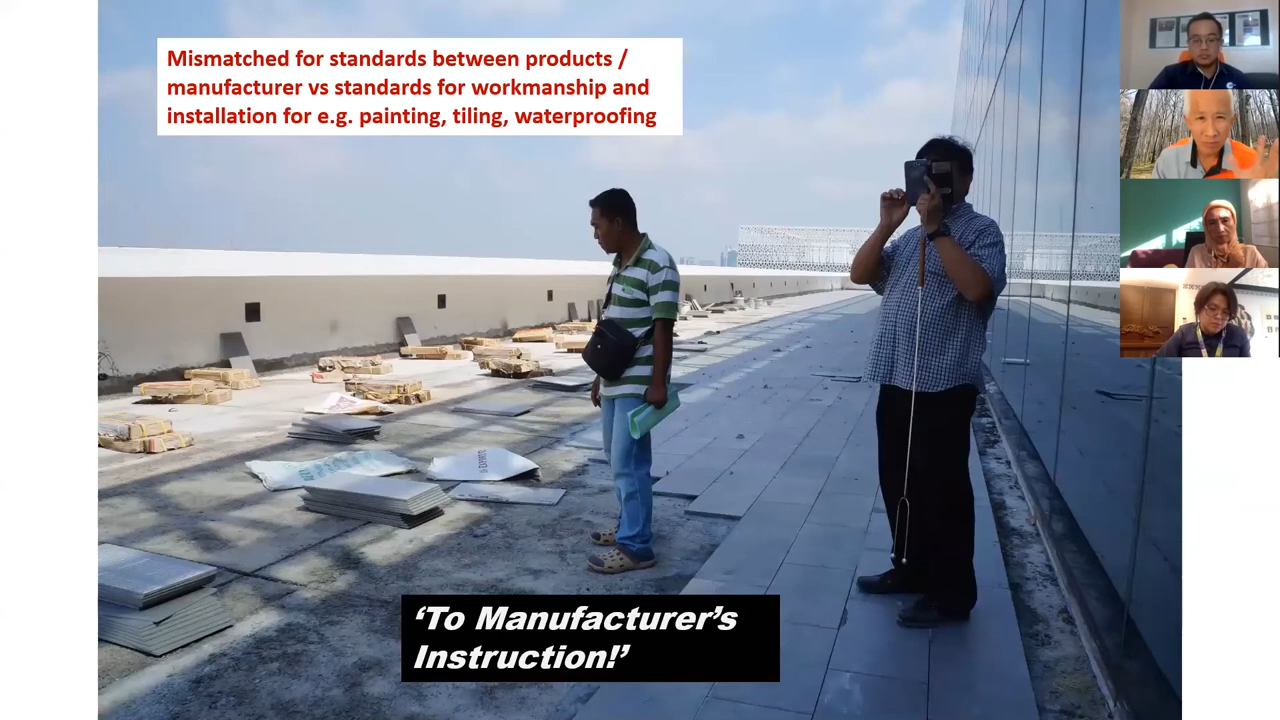 Mismatched for standards between products /
manufacturer vs standards for workmanship and
installation for e.g. painting, tiling, waterproofing
‘To Manufacturer’s
Instruction!’